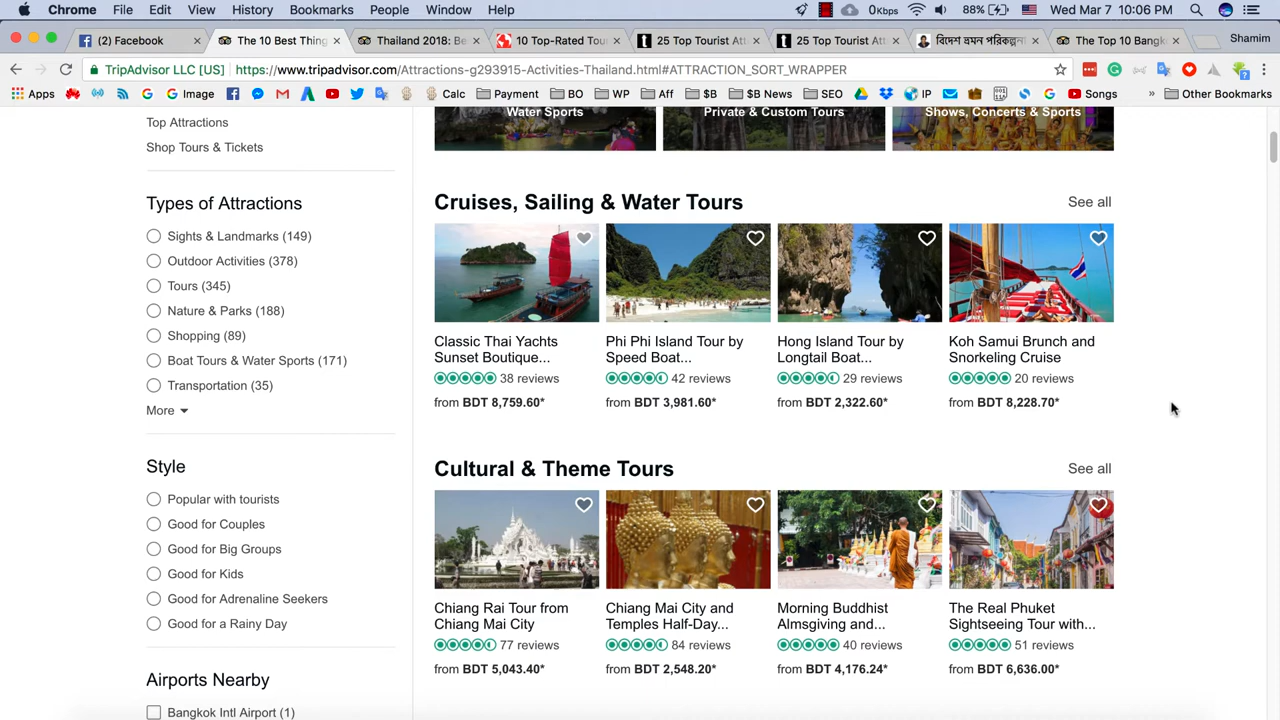 Chrome File Edit View History Bookmarks People Window Help 0Kbps 88% Wed Mar 7 10:06 PM
(2) Facebook
The 10 Best Thing
Thailand 2018: Be
10 Top-Rated Tour
25 Top Tourist Att
25 Top Tourist Att
The Top 10 Bangk
Shamim
TripAdvisor LLC [US] https://www.tripadvisor.com/Attractions-g293915-Activities-Thailand.html#ATTRACTION_SORT_WRAPPER
Apps Image Calc Payment BO WP Aff $B $B News SEO IP Songs » Other Bookmarks
Top Attractions
Shop Tours & Tickets
Types of Attractions
Sights & Landmarks (149)
Outdoor Activities (378)
Tours (345)
Nature & Parks (188)
Shopping (89)
Boat Tours & Water Sports (171)
Transportation (35)
More
Style
Popular with tourists
Good for Couples
Good for Big Groups
Good for Kids
Good for Adrenaline Seekers
Good for a Rainy Day
Airports Nearby
Bangkok Intl Airport (1)
Water Sports
Private & Custom Tours
Shows, Concerts & Sports
Cruises, Sailing & Water Tours
See all
Classic Thai Yachts
Sunset Boutique...
38 reviews
from BDT 8,759.60*
Phi Phi Island Tour by
Speed Boat...
42 reviews
from BDT 3,981.60*
Hong Island Tour by
Longtail Boat...
29 reviews
from BDT 2,322.60*
Koh Samui Brunch and
Snorkeling Cruise
20 reviews
from BDT 8,228.70*
Cultural & Theme Tours
See all
Chiang Rai Tour from
Chiang Mai City
77 reviews
from BDT 5,043.40*
Chiang Mai City and
Temples Half-Day...
84 reviews
from BDT 2,548.20*
Morning Buddhist
Almsgiving and...
40 reviews
from BDT 4,176.24*
The Real Phuket
Sightseeing Tour with...
51 reviews
from BDT 6,636.00*